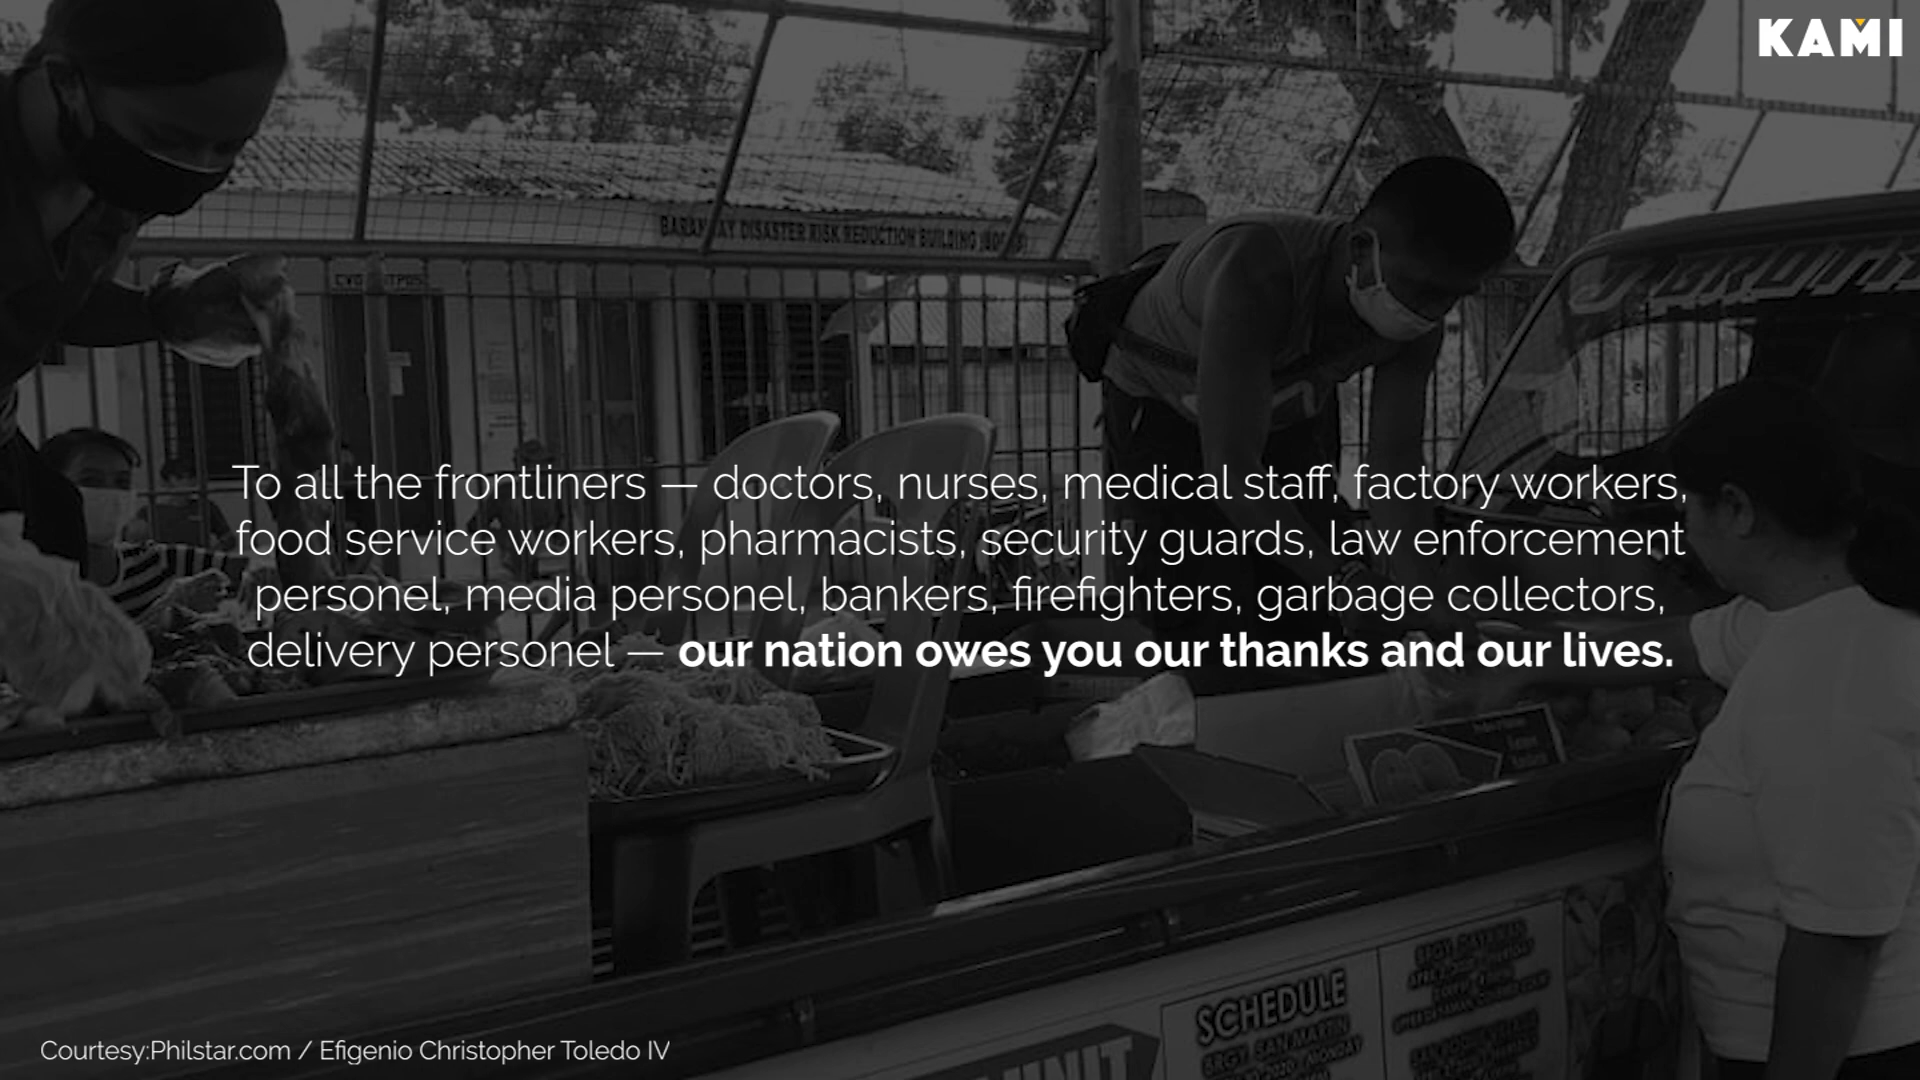 KAMI
BARANGAY DISASTER RISK REDUCTION BUILDING
To all the frontliners — doctors, nurses, medical staff, factory workers,
food service workers, pharmacists, security guards, law enforcement
personel, media personel, bankers, firefighters, garbage collectors,
delivery personel — our nation owes you our thanks and our lives.
SCHEDULE
BRGY. SAN MARTIN
Courtesy:Philstar.com / Efigenio Christopher Toledo IV